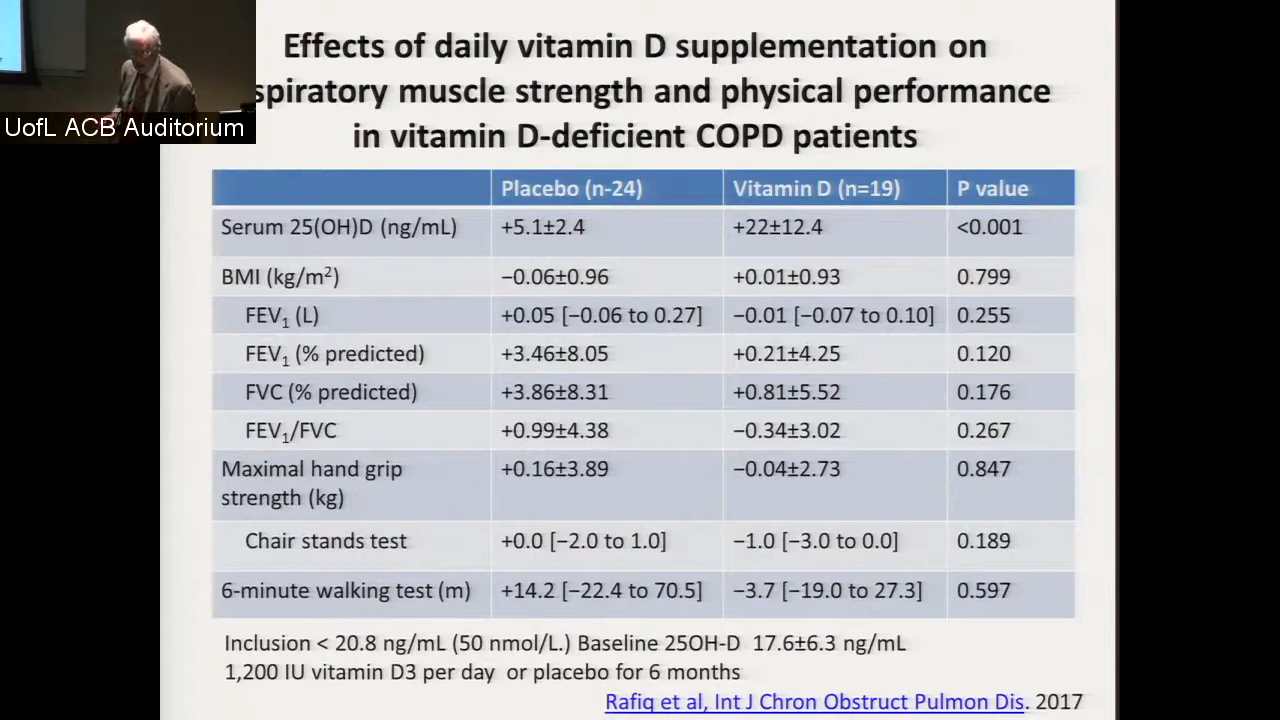 Effects of daily vitamin D supplementation on
spiratory muscle strength and physical performance
in vitamin D-deficient COPD patients
UofL ACB Auditorium
Placebo (n-24) Vitamin D (n=19) P value
Serum 25(OH)D (ng/mL) +5.1±2.4 +22±12.4 <0.001
BMI (kg/m²) −0.06±0.96 +0.01±0.93 0.799
FEV₁ (L) +0.05 [−0.06 to 0.27] −0.01 [−0.07 to 0.10] 0.255
FEV₁ (% predicted) +3.46±8.05 +0.21±4.25 0.120
FVC (% predicted) +3.86±8.31 +0.81±5.52 0.176
FEV₁/FVC +0.99±4.38 −0.34±3.02 0.267
Maximal hand grip +0.16±3.89 −0.04±2.73 0.847
strength (kg)
Chair stands test +0.0 [−2.0 to 1.0] −1.0 [−3.0 to 0.0] 0.189
6-minute walking test (m) +14.2 [−22.4 to 70.5] −3.7 [−19.0 to 27.3] 0.597
Inclusion < 20.8 ng/mL (50 nmol/L.) Baseline 25OH-D 17.6±6.3 ng/mL
1,200 IU vitamin D3 per day or placebo for 6 months
Rafiq et al, Int J Chron Obstruct Pulmon Dis. 2017